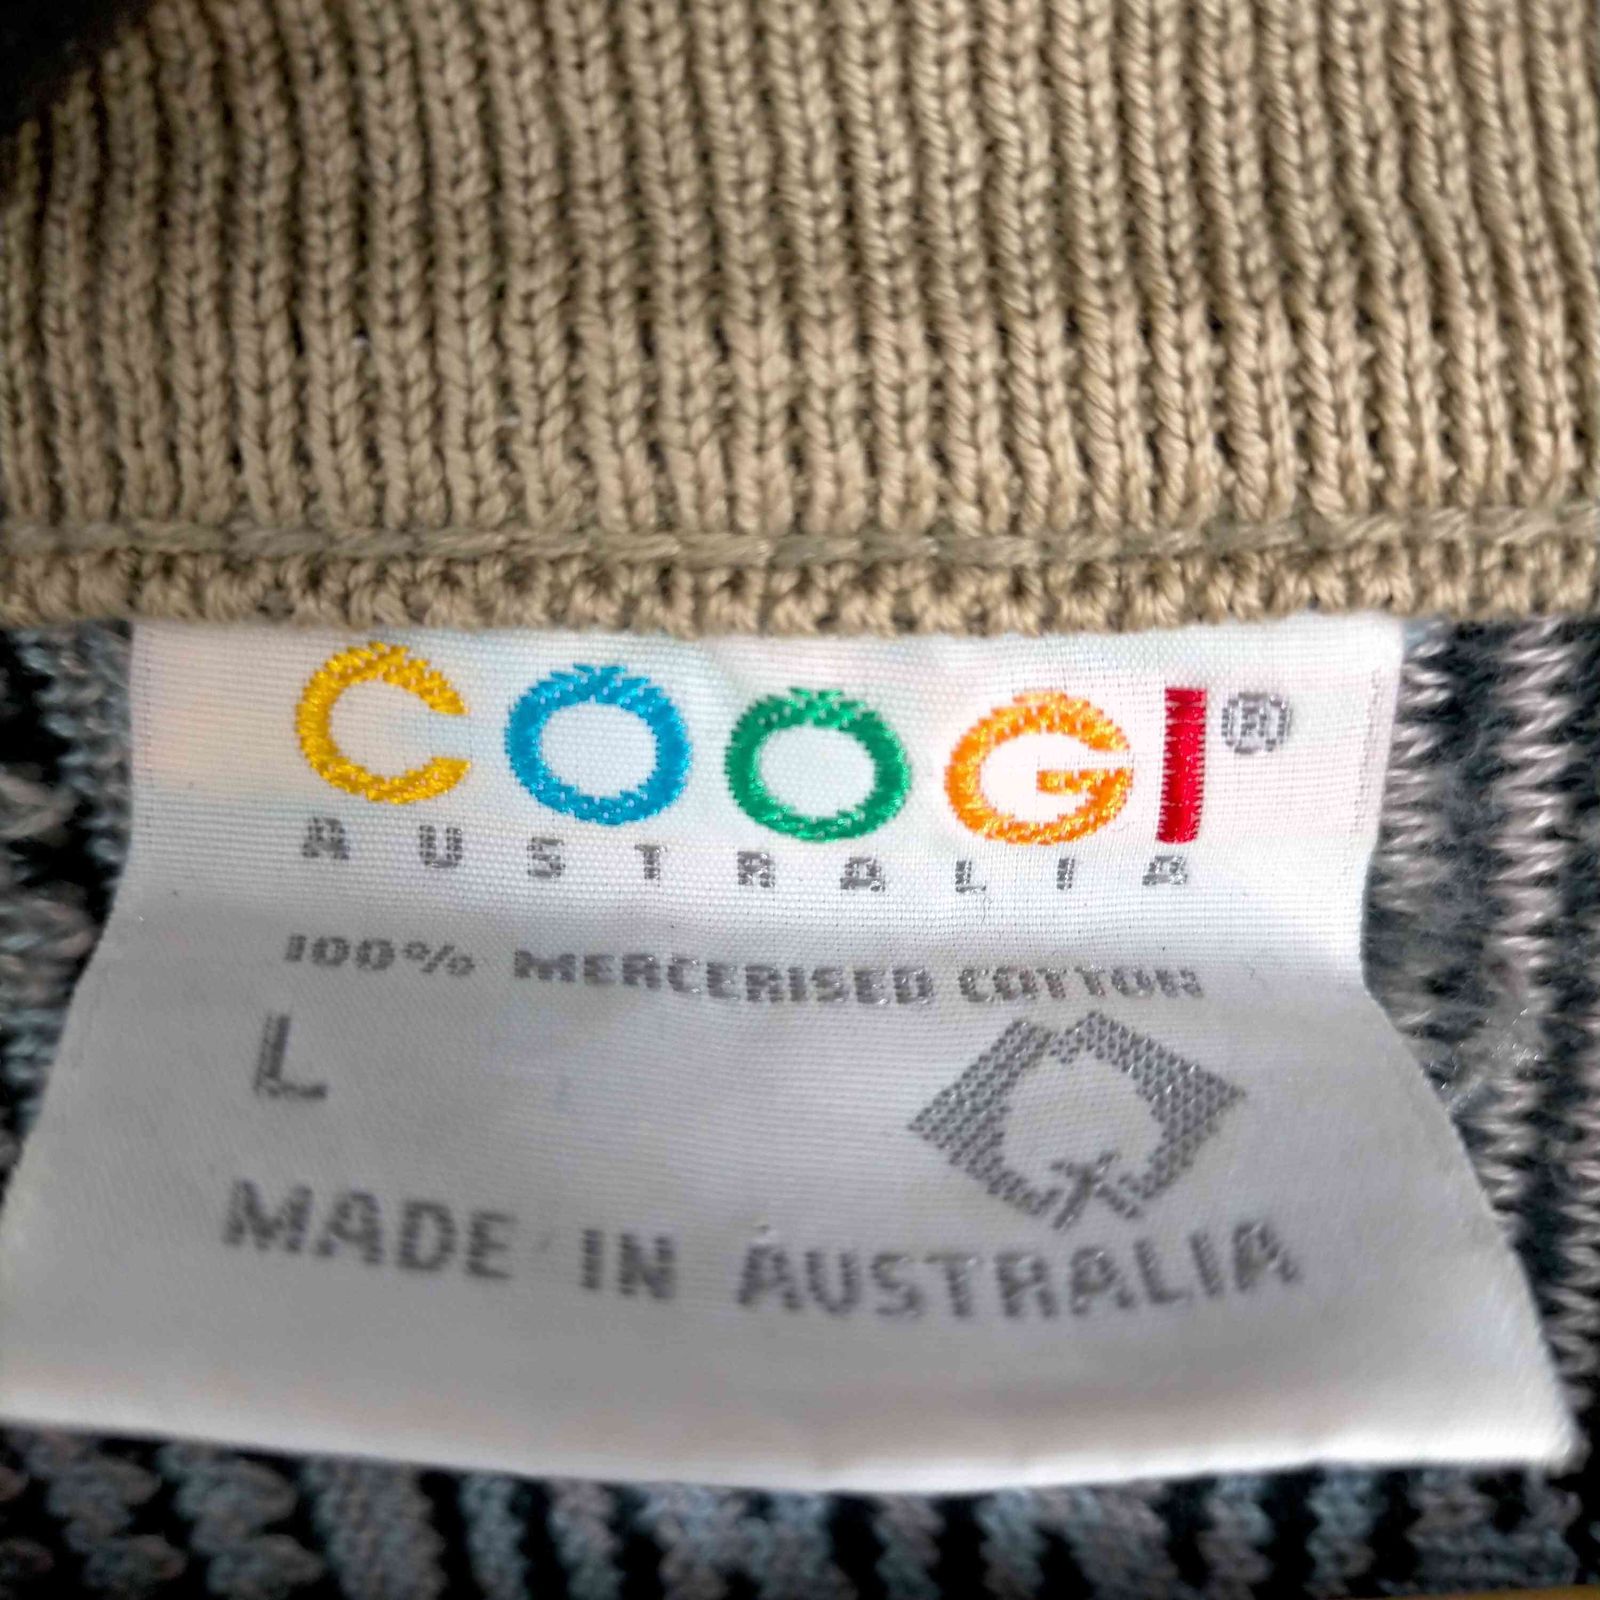 COOGI®
AUSTRALIA
100% MERCERISED COTTON
L
MADE IN AUSTRALIA